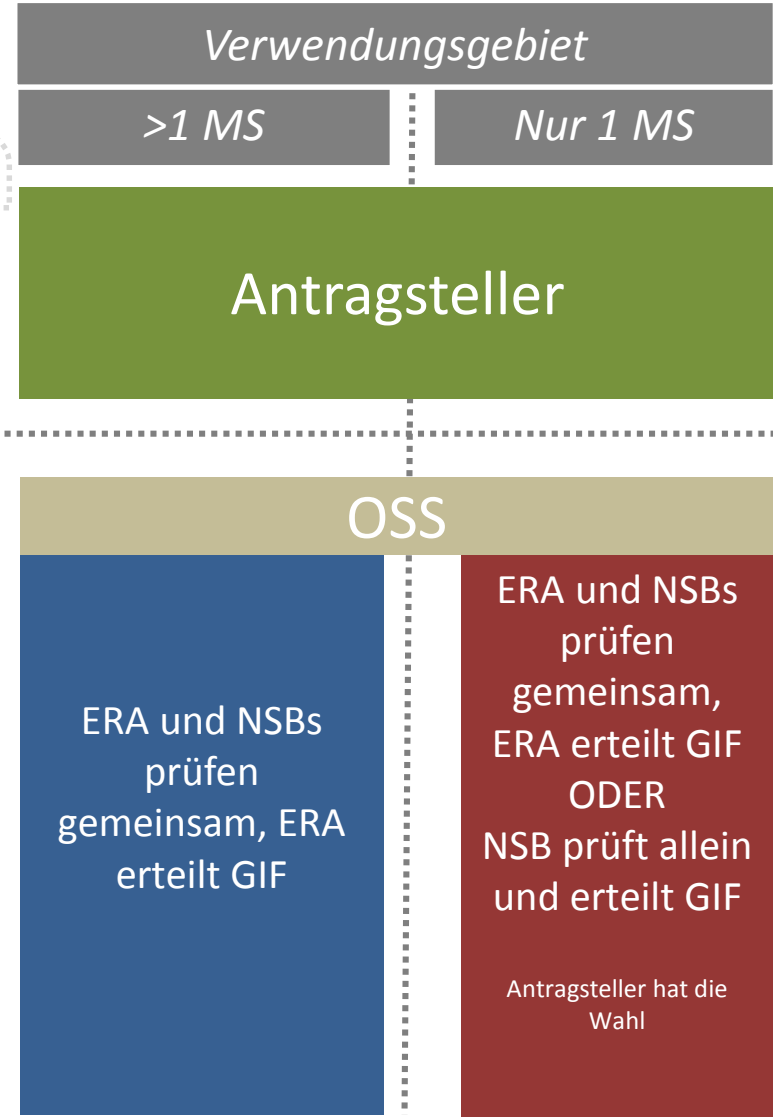 Verwendungsgebiet
>1 MS
Nur 1 MS
Antragsteller
OSS
ERA und NSBs
prüfen
gemeinsam, ERA
erteilt GIF
ERA und NSBs
prüfen
gemeinsam,
ERA erteilt GIF
ODER
NSB prüft allein
und erteilt GIF
Antragsteller hat die
Wahl